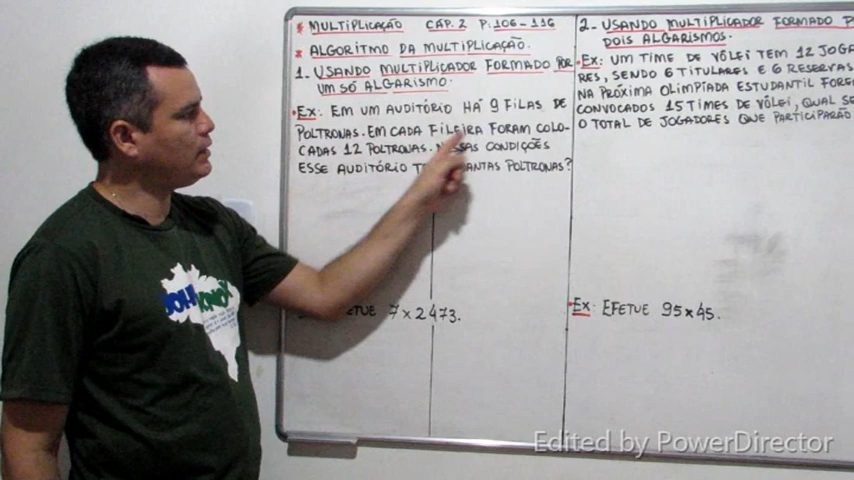 * MULTIPLICAÇÃO CAP. 2 P. 106-116
* ALGORITMO DA MULTIPLICAÇÃO.
1. USANDO MULTIPLICADOR FORMADO POR
UM SÓ ALGARISMO.
• EX: EM UM AUDITÓRIO HÁ 9 FILAS DE
POLTRONAS. EM CADA FILEIRA FORAM COLO-
CADAS 12 POLTRONAS. CONDIÇÕES
ESSE AUDITÓRIO POLTRONAS?
7 x 2473.
2- USANDO MULTIPLICADOR FORMADO
DOIS ALGARISMOS.
• EX: UM TIME DE VÔLEI TEM 12
RES, SENDO 6 TITULARES E 6 RESERVAS
NA PRÓXIMA OLIMPÍADA ESTUDANTIL
CONVOCADOS 15 TIMES DE VÔLEI, QUAL
O TOTAL DE JOGADORES QUE PARTICIPARÃO
• EX: EFETUE 95 x 45.
Edited by PowerDirector